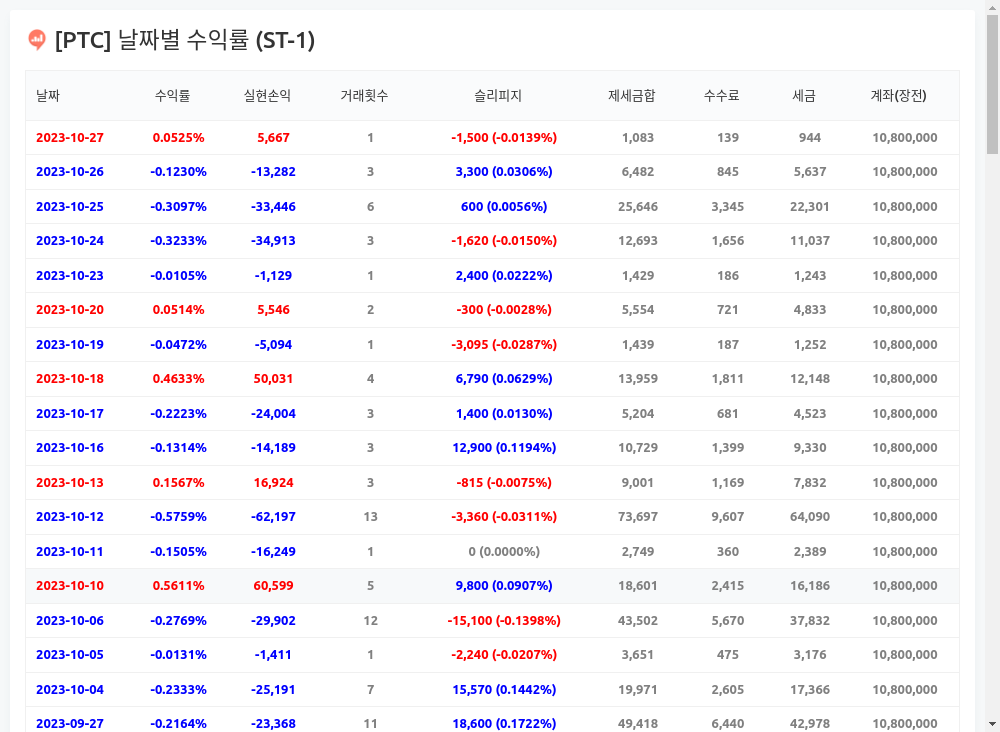 [PTC] 날짜별 수익률 (ST-1)
날짜 수익률 실현손익 거래횟수 슬리피지 제세금합 수수료 세금 계좌(장전)
2023-10-27 0.0525% 5,667 1 -1,500 (-0.0139%) 1,083 139 944 10,800,000
2023-10-26 -0.1230% -13,282 3 3,300 (0.0306%) 6,482 845 5,637 10,800,000
2023-10-25 -0.3097% -33,446 6 600 (0.0056%) 25,646 3,345 22,301 10,800,000
2023-10-24 -0.3233% -34,913 3 -1,620 (-0.0150%) 12,693 1,656 11,037 10,800,000
2023-10-23 -0.0105% -1,129 1 2,400 (0.0222%) 1,429 186 1,243 10,800,000
2023-10-20 0.0514% 5,546 2 -300 (-0.0028%) 5,554 721 4,833 10,800,000
2023-10-19 -0.0472% -5,094 1 -3,095 (-0.0287%) 1,439 187 1,252 10,800,000
2023-10-18 0.4633% 50,031 4 6,790 (0.0629%) 13,959 1,811 12,148 10,800,000
2023-10-17 -0.2223% -24,004 3 1,400 (0.0130%) 5,204 681 4,523 10,800,000
2023-10-16 -0.1314% -14,189 3 12,900 (0.1194%) 10,729 1,399 9,330 10,800,000
2023-10-13 0.1567% 16,924 3 -815 (-0.0075%) 9,001 1,169 7,832 10,800,000
2023-10-12 -0.5759% -62,197 13 -3,360 (-0.0311%) 73,697 9,607 64,090 10,800,000
2023-10-11 -0.1505% -16,249 1 0 (0.0000%) 2,749 360 2,389 10,800,000
2023-10-10 0.5611% 60,599 5 9,800 (0.0907%) 18,601 2,415 16,186 10,800,000
2023-10-06 -0.2769% -29,902 12 -15,100 (-0.1398%) 43,502 5,670 37,832 10,800,000
2023-10-05 -0.0131% -1,411 1 -2,240 (-0.0207%) 3,651 475 3,176 10,800,000
2023-10-04 -0.2333% -25,191 7 15,570 (0.1442%) 19,971 2,605 17,366 10,800,000
2023-09-27 -0.2164% -23,368 11 18,600 (0.1722%) 49,418 6,440 42,978 10,800,000